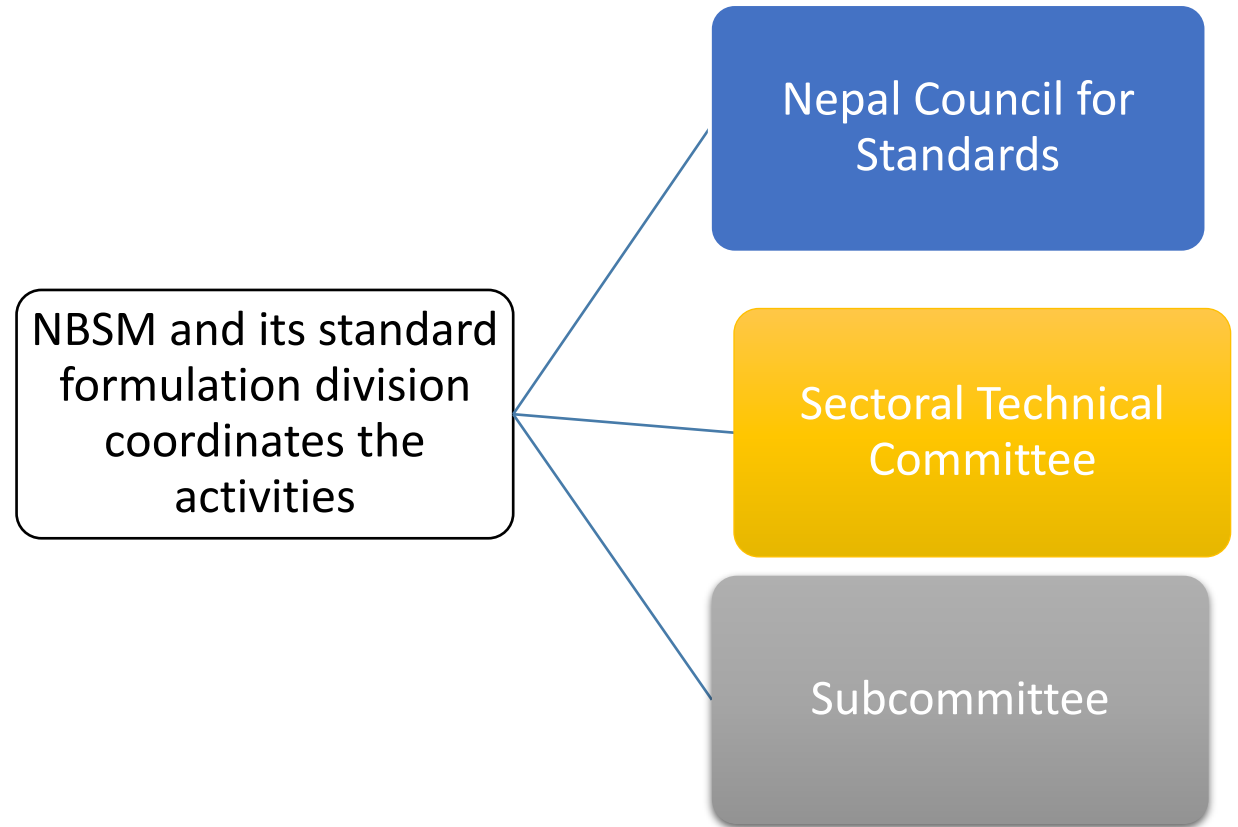 Nepal Council for
Standards
NBSM and its standard
formulation division
coordinates the
activities
Sectoral Technical
Committee
Subcommittee